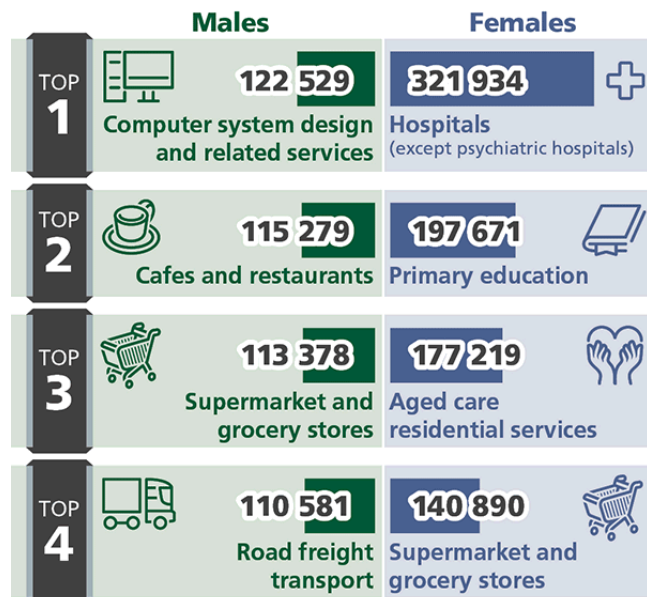 Males
Females
TOP
1
122 529
Computer system design
and related services
321 934
Hospitals
(except psychiatric hospitals)
TOP
2
115 279
Cafes and restaurants
197 671
Primary education
TOP
3
113 378
Supermarket and
grocery stores
177 219
Aged care
residential services
TOP
4
110 581
Road freight
transport
140 890
Supermarket and
grocery stores